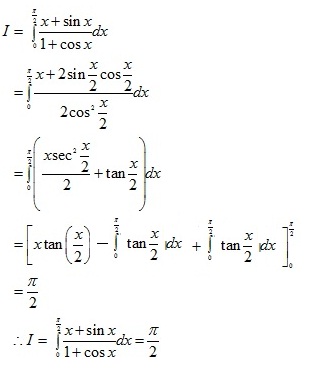 I = ∫₀^{π/2} (x + sin x)/(1 + cos x) dx
= ∫₀^{π/2} (x + 2 sin x/2 cos x/2)/(2cos² x/2) dx
= ∫₀^{π/2} ((x sec² x/2)/2 + tan x/2) dx
= [x tan(x/2) − ∫₀^{π/2} tan x/2 dx + ∫₀^{π/2} tan x/2 dx]₀^{π/2}
= π/2
∴ I = ∫₀^{π/2} (x + sin x)/(1 + cos x) dx = π/2